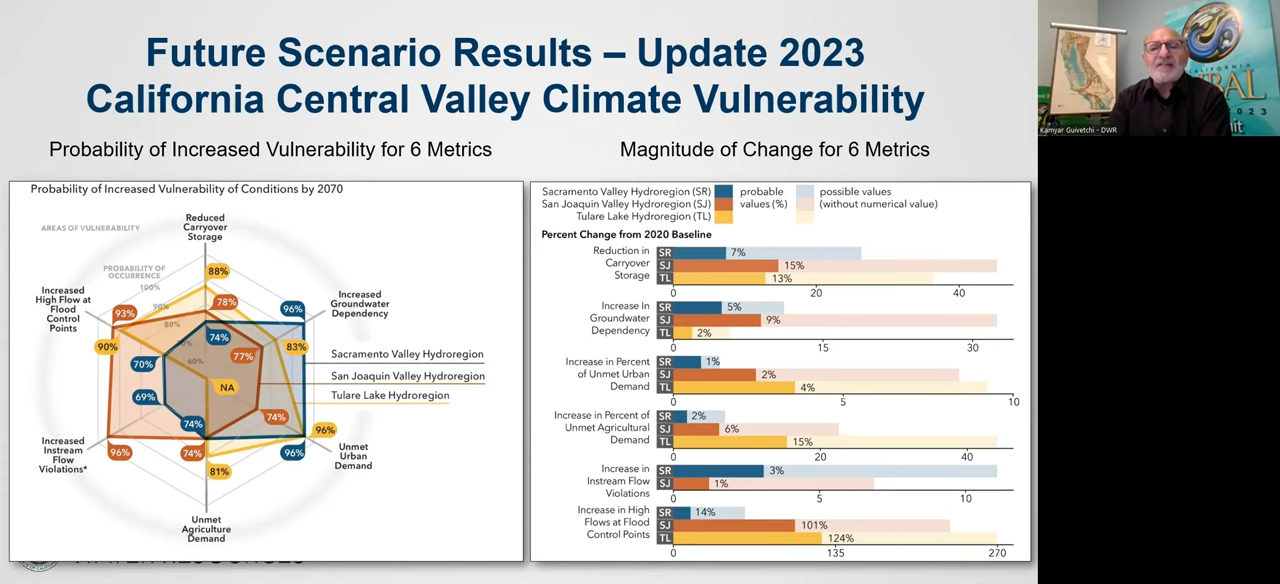 Future Scenario Results – Update 2023
California Central Valley Climate Vulnerability
Probability of Increased Vulnerability for 6 Metrics
Magnitude of Change for 6 Metrics
Probability of Increased Vulnerability of Conditions by 2070
AREAS OF VULNERABILITY
PROBABILITY OF
OCCURRENCE
100%
90%
80%
60%
Reduced
Carryover
Storage
88%
78%
74%
Increased
Groundwater
Dependency
96%
83%
77%
Sacramento Valley Hydroregion
San Joaquin Valley Hydroregion
Tulare Lake Hydroregion
Unmet
Urban
Demand
96%
96%
74%
Unmet
Agriculture
Demand
74%
74%
81%
Increased
Instream
Flow
Violations*
69%
96%
NA
Increased
High Flow at
Flood
Control
Points
93%
90%
70%
Sacramento Valley Hydroregion (SR)
San Joaquin Valley Hydroregion (SJ)
Tulare Lake Hydroregion (TL)
probable
values (%)
possible values
(without numerical value)
Percent Change from 2020 Baseline
Reduction in
Carryover
Storage
SR 7%
SJ 15%
TL 13%
0 20 40
Increase In
Groundwater
Dependency
SR 5%
SJ 9%
TL 2%
0 15 30
Increase in Percent
of Unmet Urban
Demand
SR 1%
SJ 2%
TL 4%
0 5 10
Increase in Percent of
Unmet Agricultural
Demand
SR 2%
SJ 6%
TL 15%
0 20 40
Increase in
Instream Flow
Violations
SR 3%
SJ 1%
0 5 10
Increase in High
Flows at Flood
Control Points
SR 14%
SJ 101%
TL 124%
0 135 270
Kamyar Guivetchi - DWR
CALIFORNIA
2023